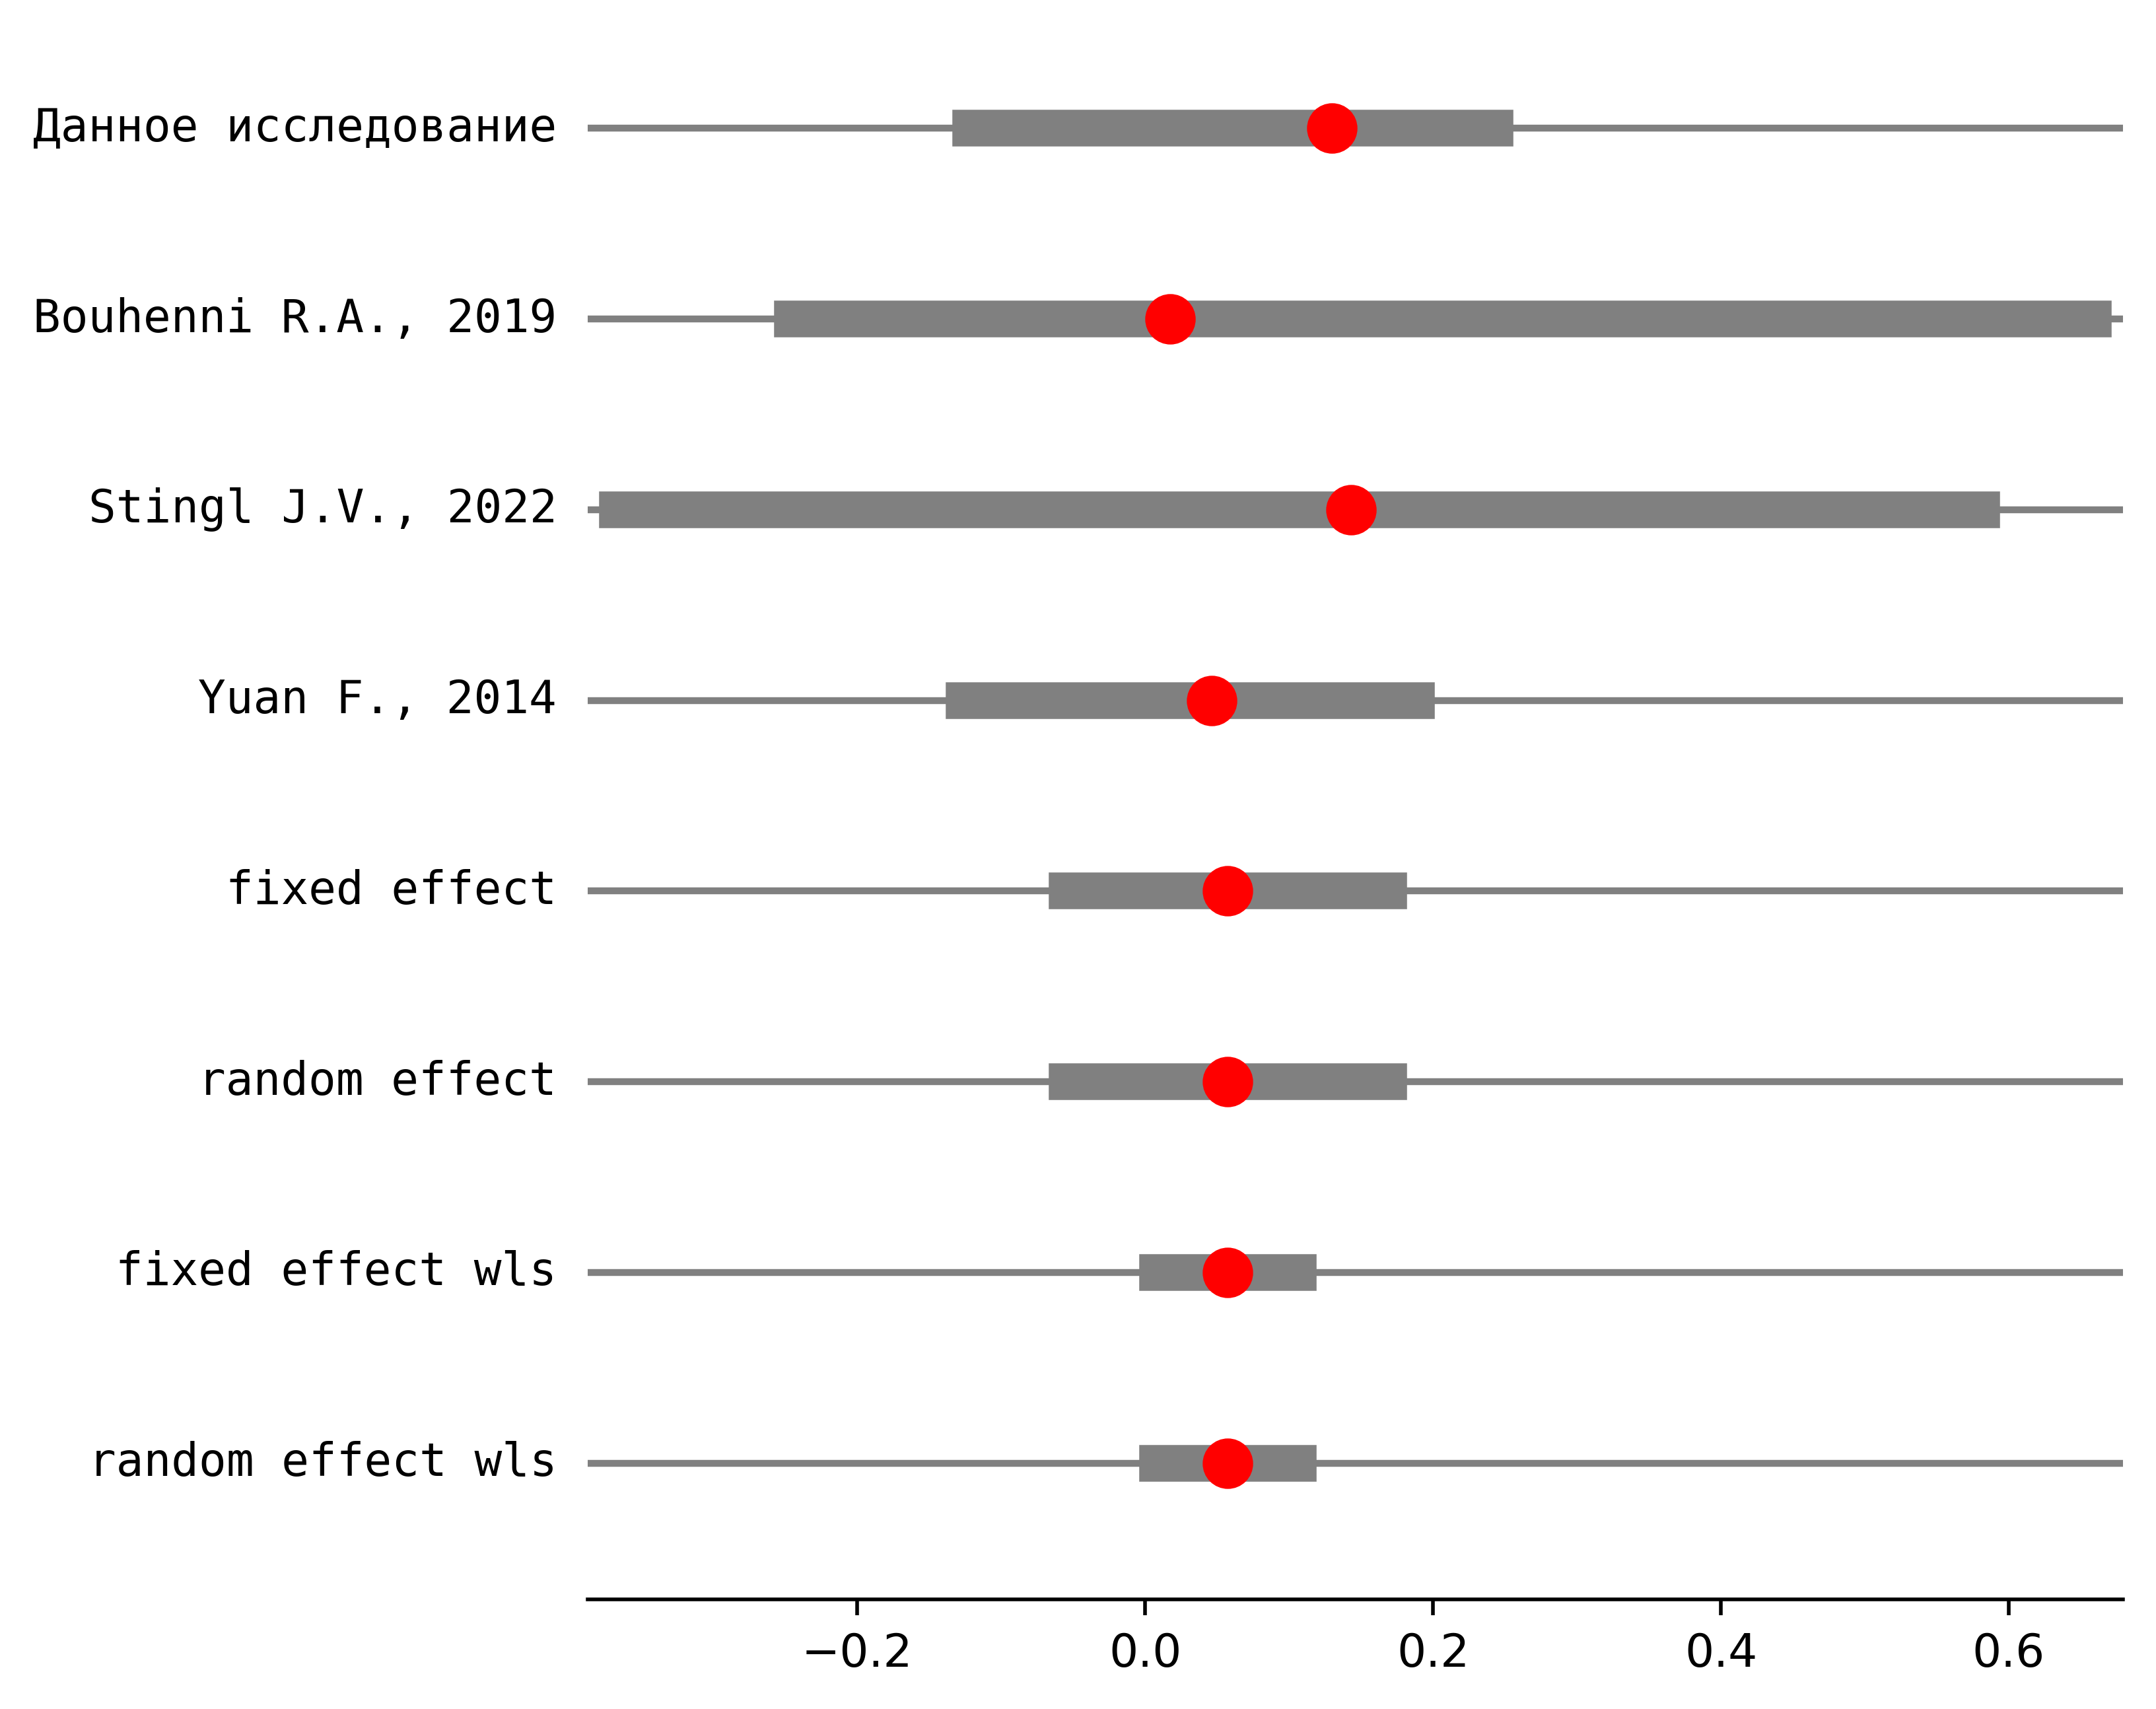 Данное исследование
Bouhenni R.A., 2019
Stingl J.V., 2022
Yuan F., 2014
fixed effect
random effect
fixed effect wls
random effect wls
−0.2 0.0 0.2 0.4 0.6